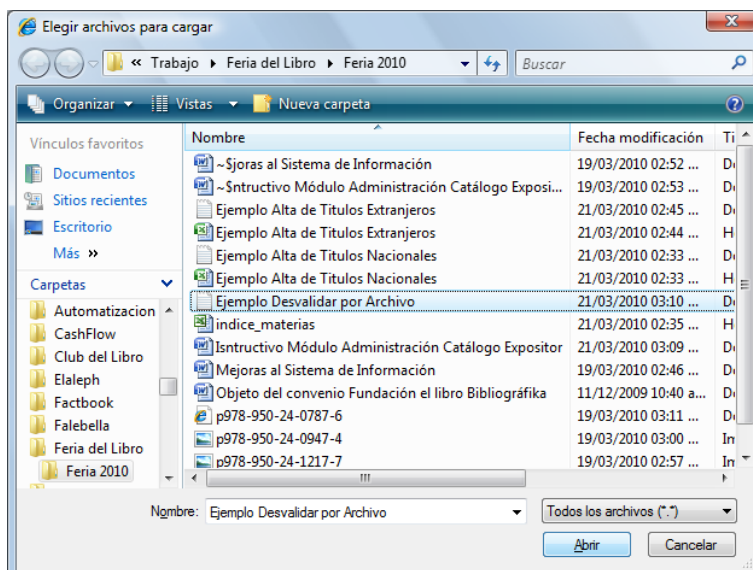 Elegir archivos para cargar
« Trabajo ▸ Feria del Libro ▸ Feria 2010
Buscar
Organizar Vistas Nueva carpeta
Vínculos favoritos
Documentos
Sitios recientes
Escritorio
Más »
Carpetas
Automatizacion
CashFlow
Club del Libro
Elaleph
Factbook
Falebella
Feria del Libro
Feria 2010
Nombre Fecha modificación Ti
~$joras al Sistema de Información 19/03/2010 02:52 ... D
~$ntructivo Módulo Administración Catálogo Exposi... 19/03/2010 02:53 ... D
Ejemplo Alta de Titulos Extranjeros 21/03/2010 02:45 ... D
Ejemplo Alta de Titulos Extranjeros 21/03/2010 02:44 ... H
Ejemplo Alta de Titulos Nacionales 21/03/2010 02:33 ... D
Ejemplo Alta de Titulos Nacionales 21/03/2010 02:33 ... H
Ejemplo Desvalidar por Archivo 21/03/2010 03:10 ... D
indice_materias 21/03/2010 02:35 ... H
Isntructivo Módulo Administración Catálogo Expositor 21/03/2010 03:09 ... D
Mejoras al Sistema de Información 19/03/2010 02:46 ... D
Objeto del convenio Fundación el libro Bibliográfika 11/12/2009 10:40 a... D
p978-950-24-0787-6 19/03/2010 03:11 ... D
p978-950-24-0947-4 19/03/2010 03:00 ... Im
p978-950-24-1217-7 19/03/2010 02:57 ... Im
Nombre: Ejemplo Desvalidar por Archivo Todos los archivos (*.*)
Abrir Cancelar